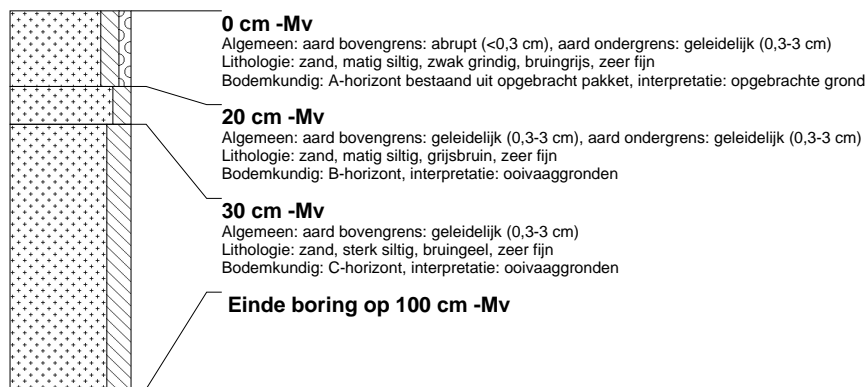 0 cm -Mv
Algemeen: aard bovengrens: abrupt (<0,3 cm), aard ondergrens: geleidelijk (0,3-3 cm)
Lithologie: zand, matig siltig, zwak grindig, bruingrijs, zeer fijn
Bodemkundig: A-horizont bestaand uit opgebracht pakket, interpretatie: opgebrachte grond
20 cm -Mv
Algemeen: aard bovengrens: geleidelijk (0,3-3 cm), aard ondergrens: geleidelijk (0,3-3 cm)
Lithologie: zand, matig siltig, grijsbruin, zeer fijn
Bodemkundig: B-horizont, interpretatie: ooivaaggronden
30 cm -Mv
Algemeen: aard bovengrens: geleidelijk (0,3-3 cm)
Lithologie: zand, sterk siltig, bruingeel, zeer fijn
Bodemkundig: C-horizont, interpretatie: ooivaaggronden
Einde boring op 100 cm -Mv